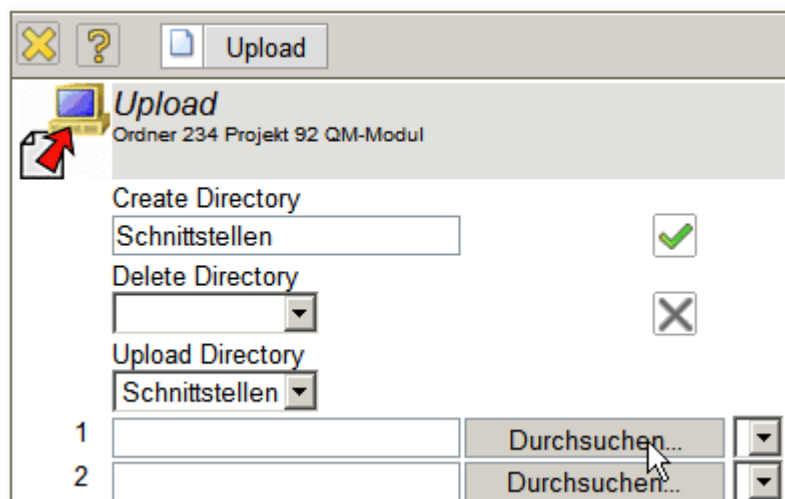 Upload
Upload
Ordner 234 Projekt 92 QM-Modul
Create Directory
Schnittstellen
Delete Directory
Upload Directory
Schnittstellen
1 Durchsuchen...
2 Durchsuchen...